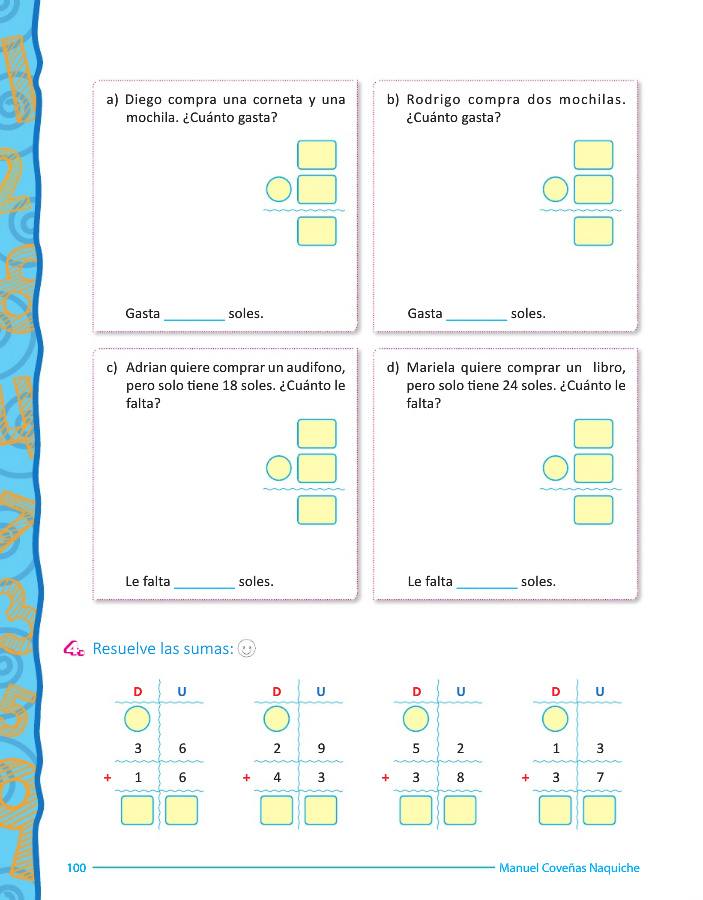 a) Diego compra una corneta y una
mochila. ¿Cuánto gasta?
Gasta ________ soles.
b) Rodrigo compra dos mochilas.
¿Cuánto gasta?
Gasta ________ soles.
c) Adrian quiere comprar un audifono,
pero solo tiene 18 soles. ¿Cuánto le
falta?
Le falta ________ soles.
d) Mariela quiere comprar un libro,
pero solo tiene 24 soles. ¿Cuánto le
falta?
Le falta ________ soles.
4. Resuelve las sumas:
D U D U D U D U
3 6 2 9 5 2 1 3
+ 1 6 + 4 3 + 3 8 + 3 7
100 Manuel Coveñas Naquiche